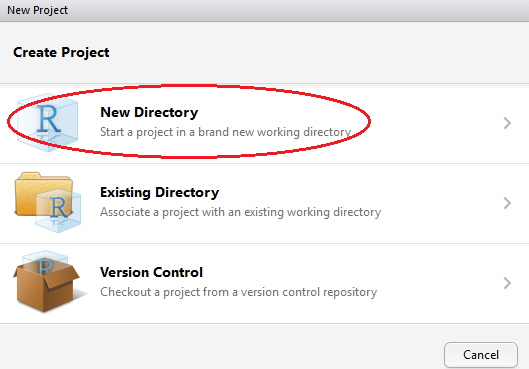 New Project
Create Project
R
New Directory
Start a project in a brand new working directory
R
Existing Directory
Associate a project with an existing working directory
R
Version Control
Checkout a project from a version control repository
Cancel